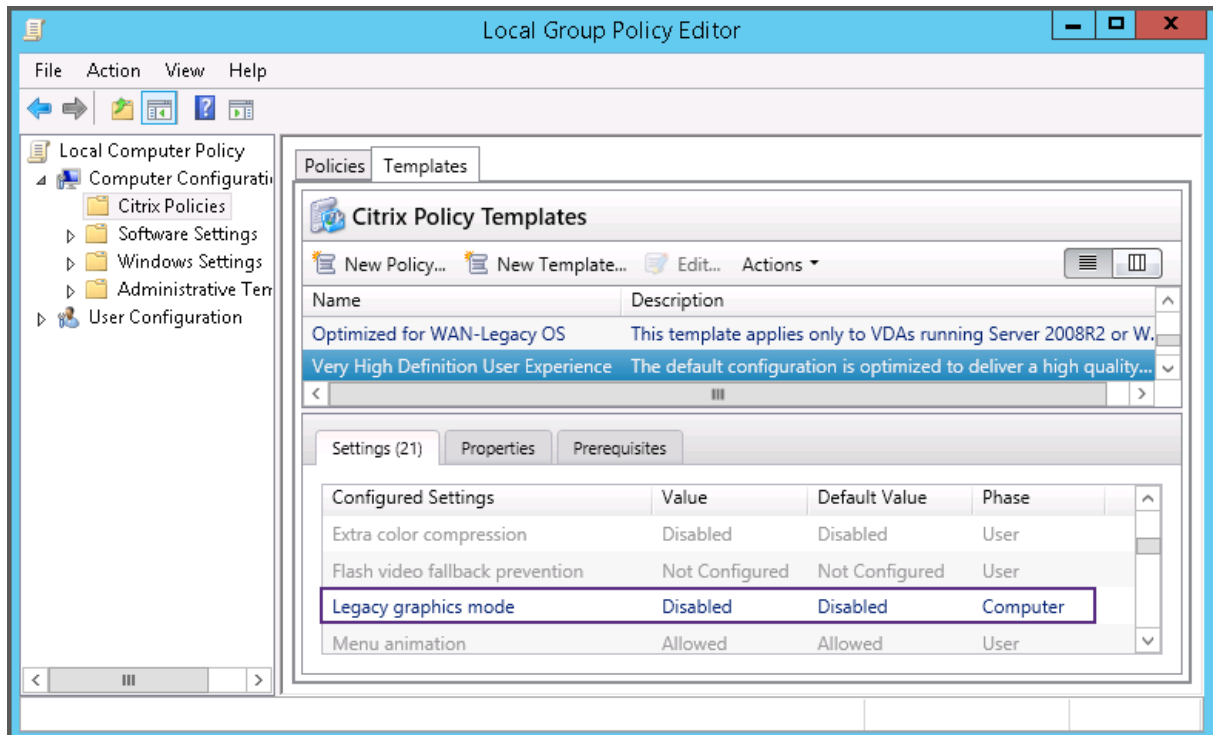 Local Group Policy Editor
File Action View Help
Local Computer Policy
Computer Configurati
Citrix Policies
Software Settings
Windows Settings
Administrative Tem
User Configuration
Policies Templates
Citrix Policy Templates
New Policy... New Template... Edit... Actions
Name Description
Optimized for WAN-Legacy OS This template applies only to VDAs running Server 2008R2 or W.
Very High Definition User Experience The default configuration is optimized to deliver a high quality...
Settings (21) Properties Prerequisites
Configured Settings Value Default Value Phase
Extra color compression Disabled Disabled User
Flash video fallback prevention Not Configured Not Configured User
Legacy graphics mode Disabled Disabled Computer
Menu animation Allowed Allowed User